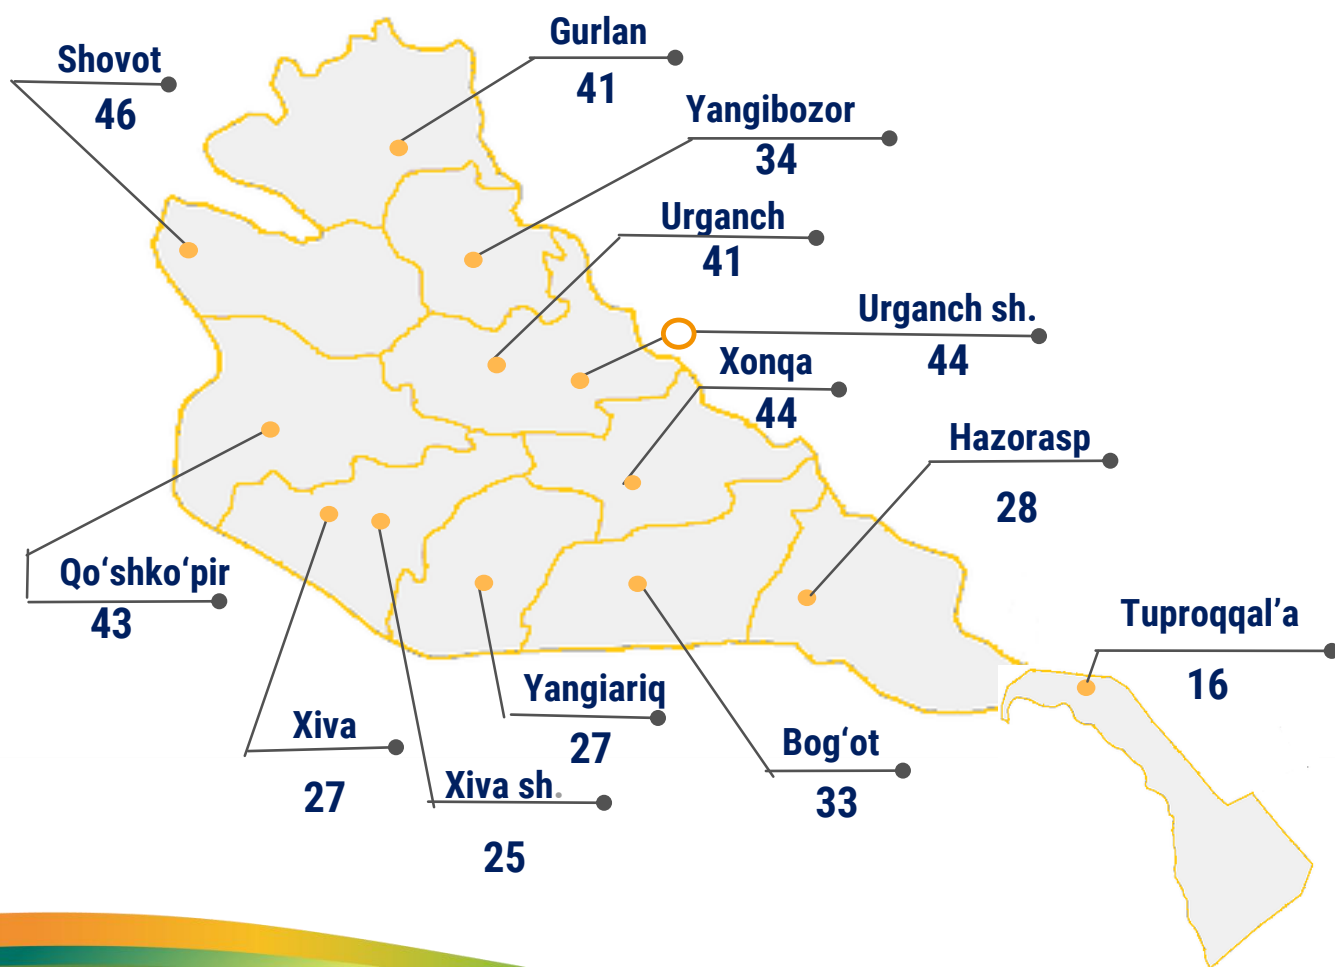 Gurlan
41
Shovot
46
Yangibozor
34
Urganch
41
Urganch sh.
44
Xonqa
44
Hazorasp
28
Qo‘shko‘pir
43
Tuproqqal’a
16
Yangiariq
27
Xiva
27
Bog‘ot
33
Xiva sh.
25